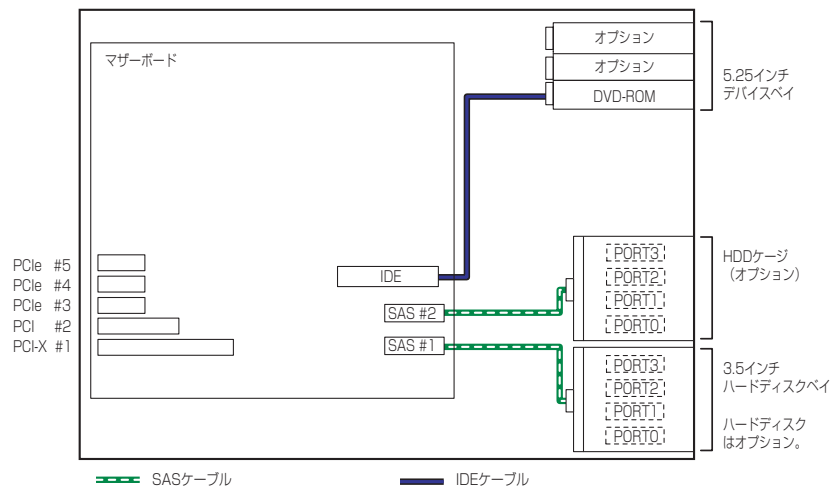 マザーボード
オプション
オプション
DVD-ROM
5.25インチ
デバイスベイ
PCIe #5
PCIe #4
PCIe #3
PCI #2
PCI-X #1
IDE
SAS #2
SAS #1
PORT3
PORT2
PORT1
PORT0
HDDケージ
（オプション）
PORT3
PORT2
PORT1
PORT0
3.5インチ
ハードディスクベイ
ハードディスク
はオプション。
SASケーブル
IDEケーブル